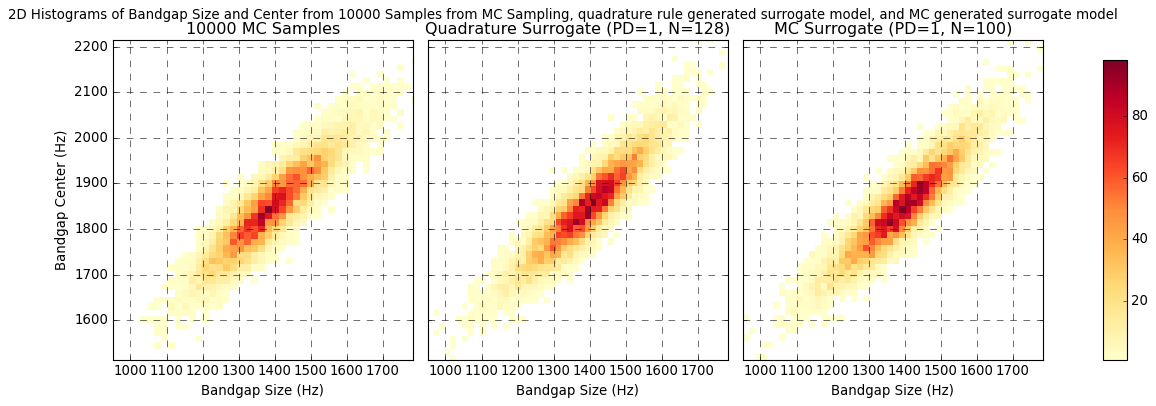 2D Histograms of Bandgap Size and Center from 10000 Samples from MC Sampling, quadrature rule generated surrogate model, and MC generated surrogate model
10000 MC Samples
Quadrature Surrogate (PD=1, N=128)
MC Surrogate (PD=1, N=100)
Bandgap Center (Hz)
2200
2100
2000
1900
1800
1700
1600
1000 1100 1200 1300 1400 1500 1600 1700
1000 1100 1200 1300 1400 1500 1600 1700
1000 1100 1200 1300 1400 1500 1600 1700
Bandgap Size (Hz)
Bandgap Size (Hz)
Bandgap Size (Hz)
80
60
40
20